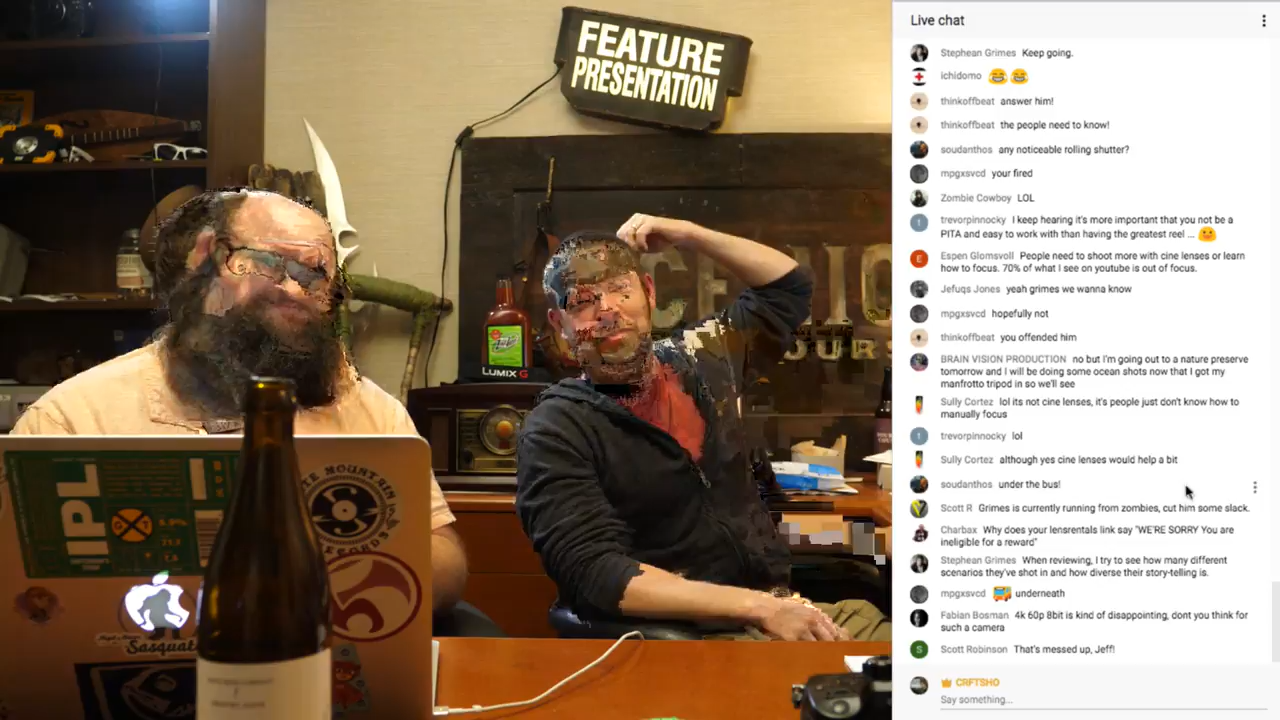 FEATURE
PRESENTATION
LUMIX G
IPL
Sasquat
Live chat
Stephean Grimes Keep going.
ichidomo 😂 😂
thinkoffbeat answer him!
thinkoffbeat the people need to know!
soudanthos any noticeable rolling shutter?
mpgxsvcd your fired
Zombie Cowboy LOL
trevorpinnocky I keep hearing it's more important that you not be a
PITA and easy to work with than having the greatest reel ...
Espen Glomsvoll People need to shoot more with cine lenses or learn
how to focus. 70% of what I see on youtube is out of focus.
Jefuqs Jones yeah grimes we wanna know
mpgxsvcd hopefully not
thinkoffbeat you offended him
BRAIN VISION PRODUCTION no but I'm going out to a nature preserve
tomorrow and I will be doing some ocean shots now that I got my
manfrotto tripod in so we'll see
Sully Cortez lol its not cine lenses, it's people just don't know how to
manually focus
trevorpinnocky lol
Sully Cortez although yes cine lenses would help a bit
soudanthos under the bus!
Scott R Grimes is currently running from zombies, cut him some slack.
Charbax Why does your lensrentals link say "WE'RE SORRY You are
ineligible for a reward"
Stephean Grimes When reviewing, I try to see how many different
scenarios they've shot in and how diverse their story-telling is.
mpgxsvcd 🚌 underneath
Fabian Bosman 4k 60p 8bit is kind of disappointing, dont you think for
such a camera
Scott Robinson That's messed up, Jeff!
CRFTSHO
Say something...